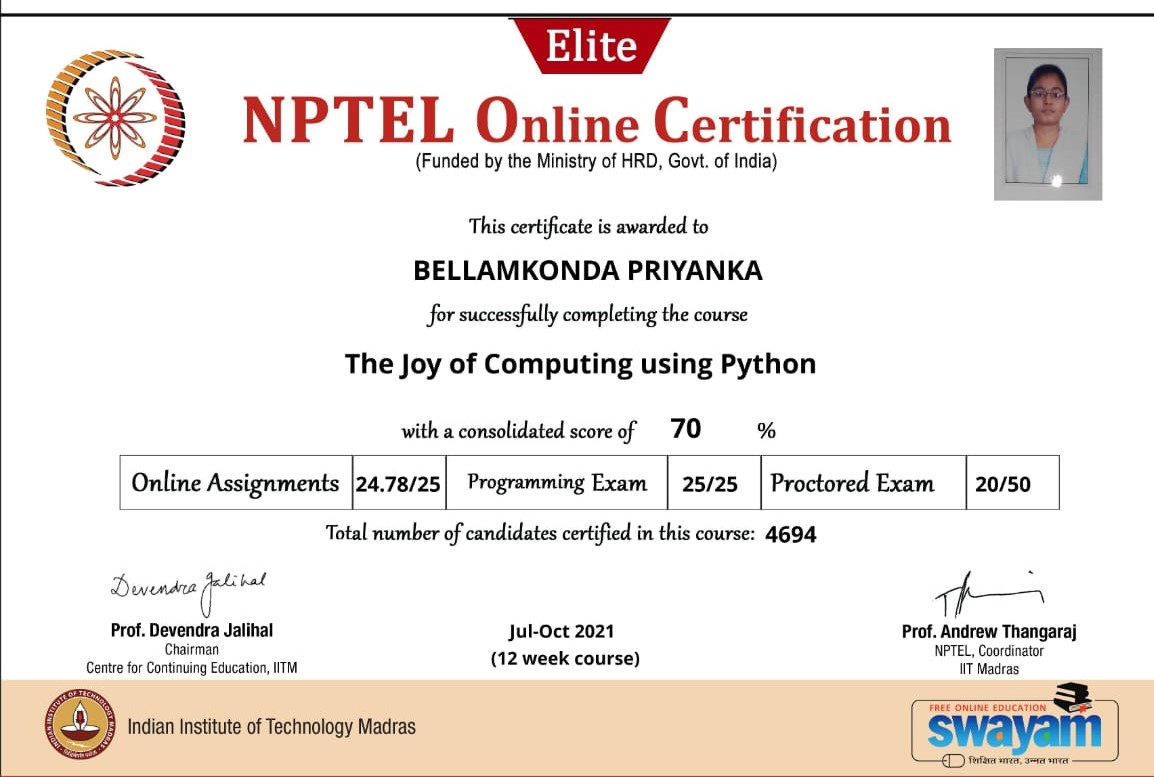 Elite
NPTEL Online Certification
(Funded by the Ministry of HRD, Govt. of India)
This certificate is awarded to
BELLAMKONDA PRIYANKA
for successfully completing the course
The Joy of Computing using Python
with a consolidated score of 70 %
Online Assignments 24.78/25 Programming Exam 25/25 Proctored Exam 20/50
Total number of candidates certified in this course: 4694
Devendra Jalihal
Prof. Devendra Jalihal
Chairman
Centre for Continuing Education, IITM
Jul-Oct 2021
(12 week course)
Prof. Andrew Thangaraj
NPTEL, Coordinator
IIT Madras
INDIAN INSTITUTE OF TECHNOLOGY MADRAS
Indian Institute of Technology Madras
FREE ONLINE EDUCATION
swayam
शिक्षित भारत, उन्नत भारत